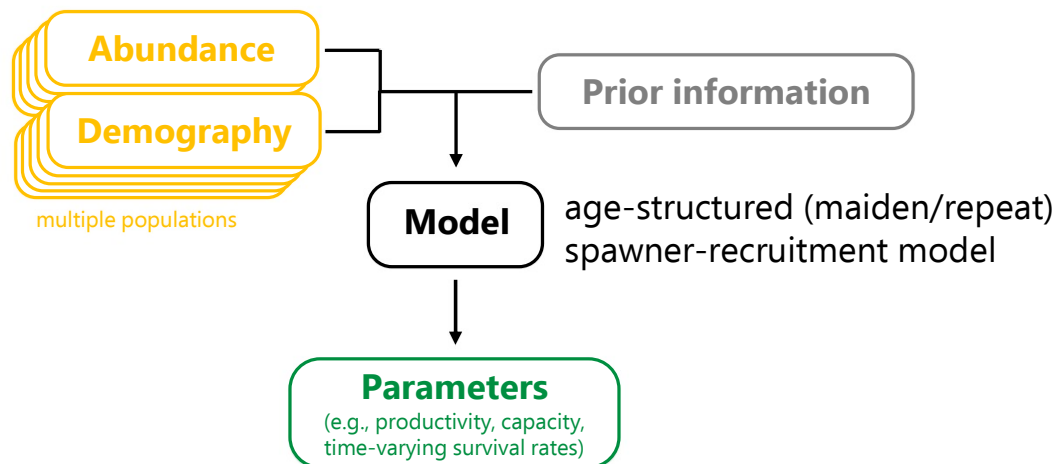 Abundance
Demography
multiple populations
Prior information
Model
age-structured (maiden/repeat)
spawner-recruitment model
Parameters
(e.g., productivity, capacity,
time-varying survival rates)